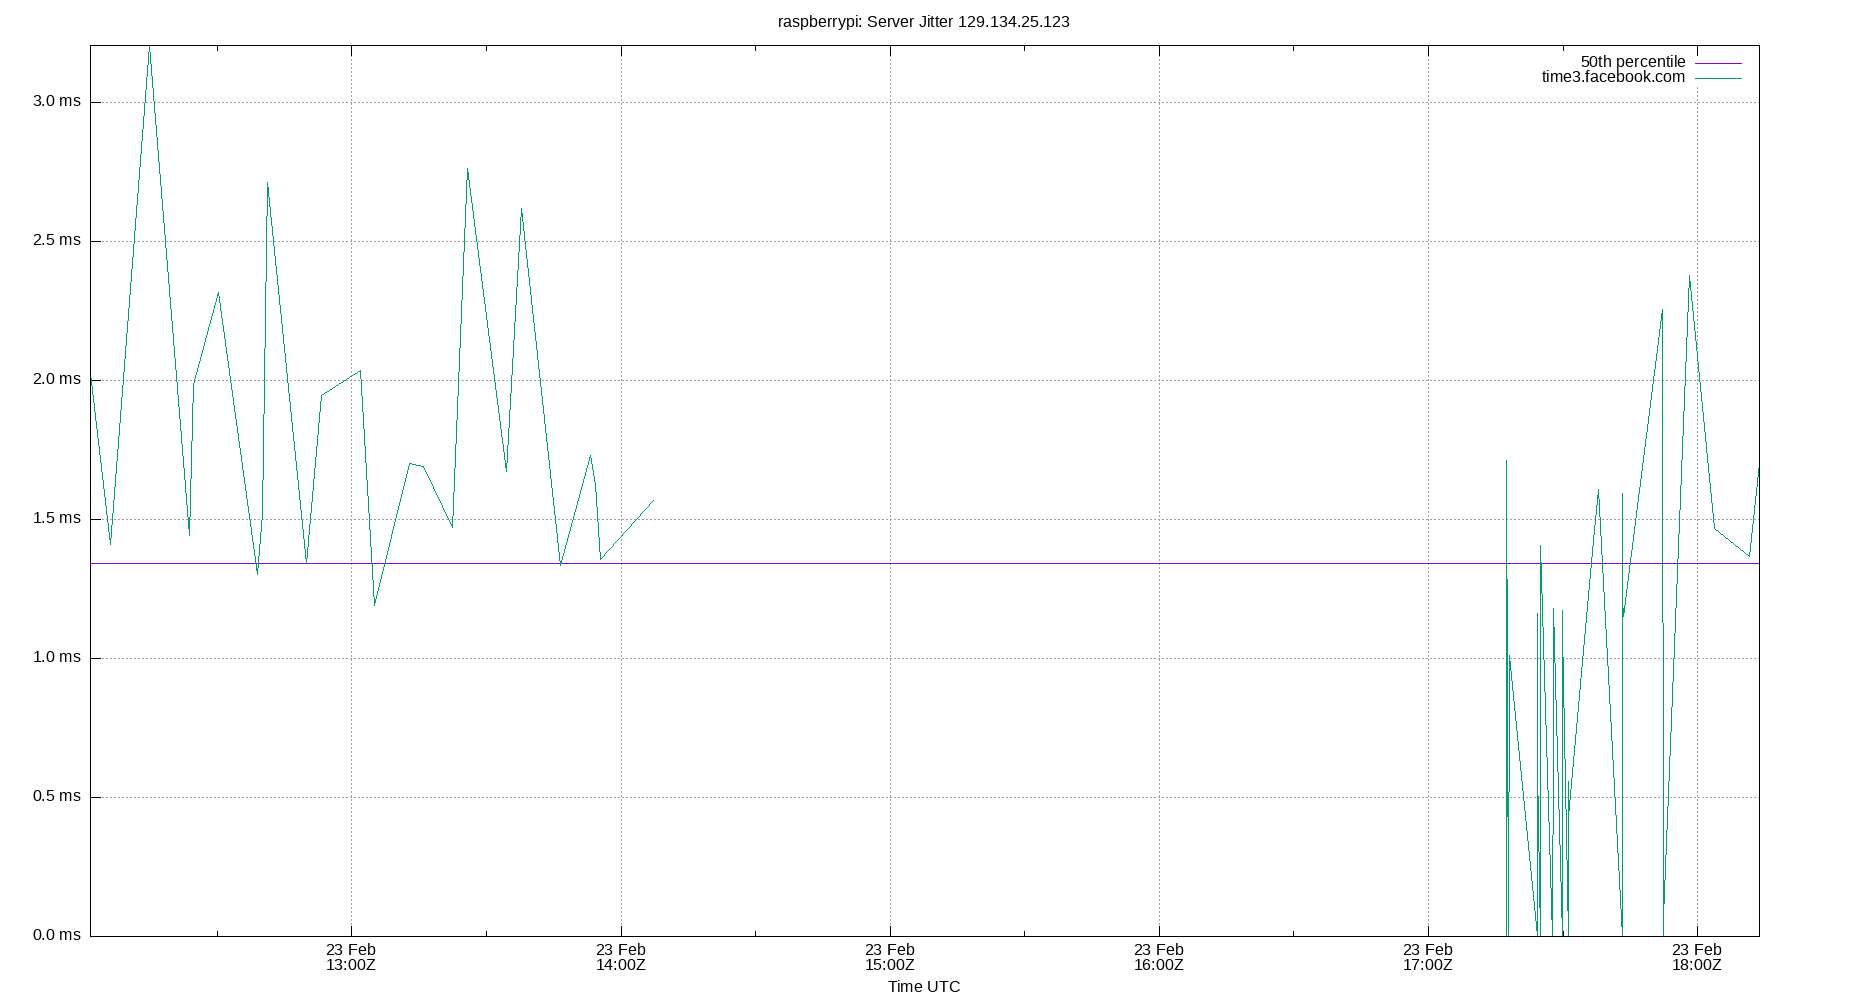 raspberrypi: Server Jitter 129.134.25.123
50th percentile
time3.facebook.com
3.0 ms
2.5 ms
2.0 ms
1.5 ms
1.0 ms
0.5 ms
0.0 ms
23 Feb 23 Feb 23 Feb 23 Feb 23 Feb 23 Feb
13:00Z 14:00Z 15:00Z 16:00Z 17:00Z 18:00Z
Time UTC